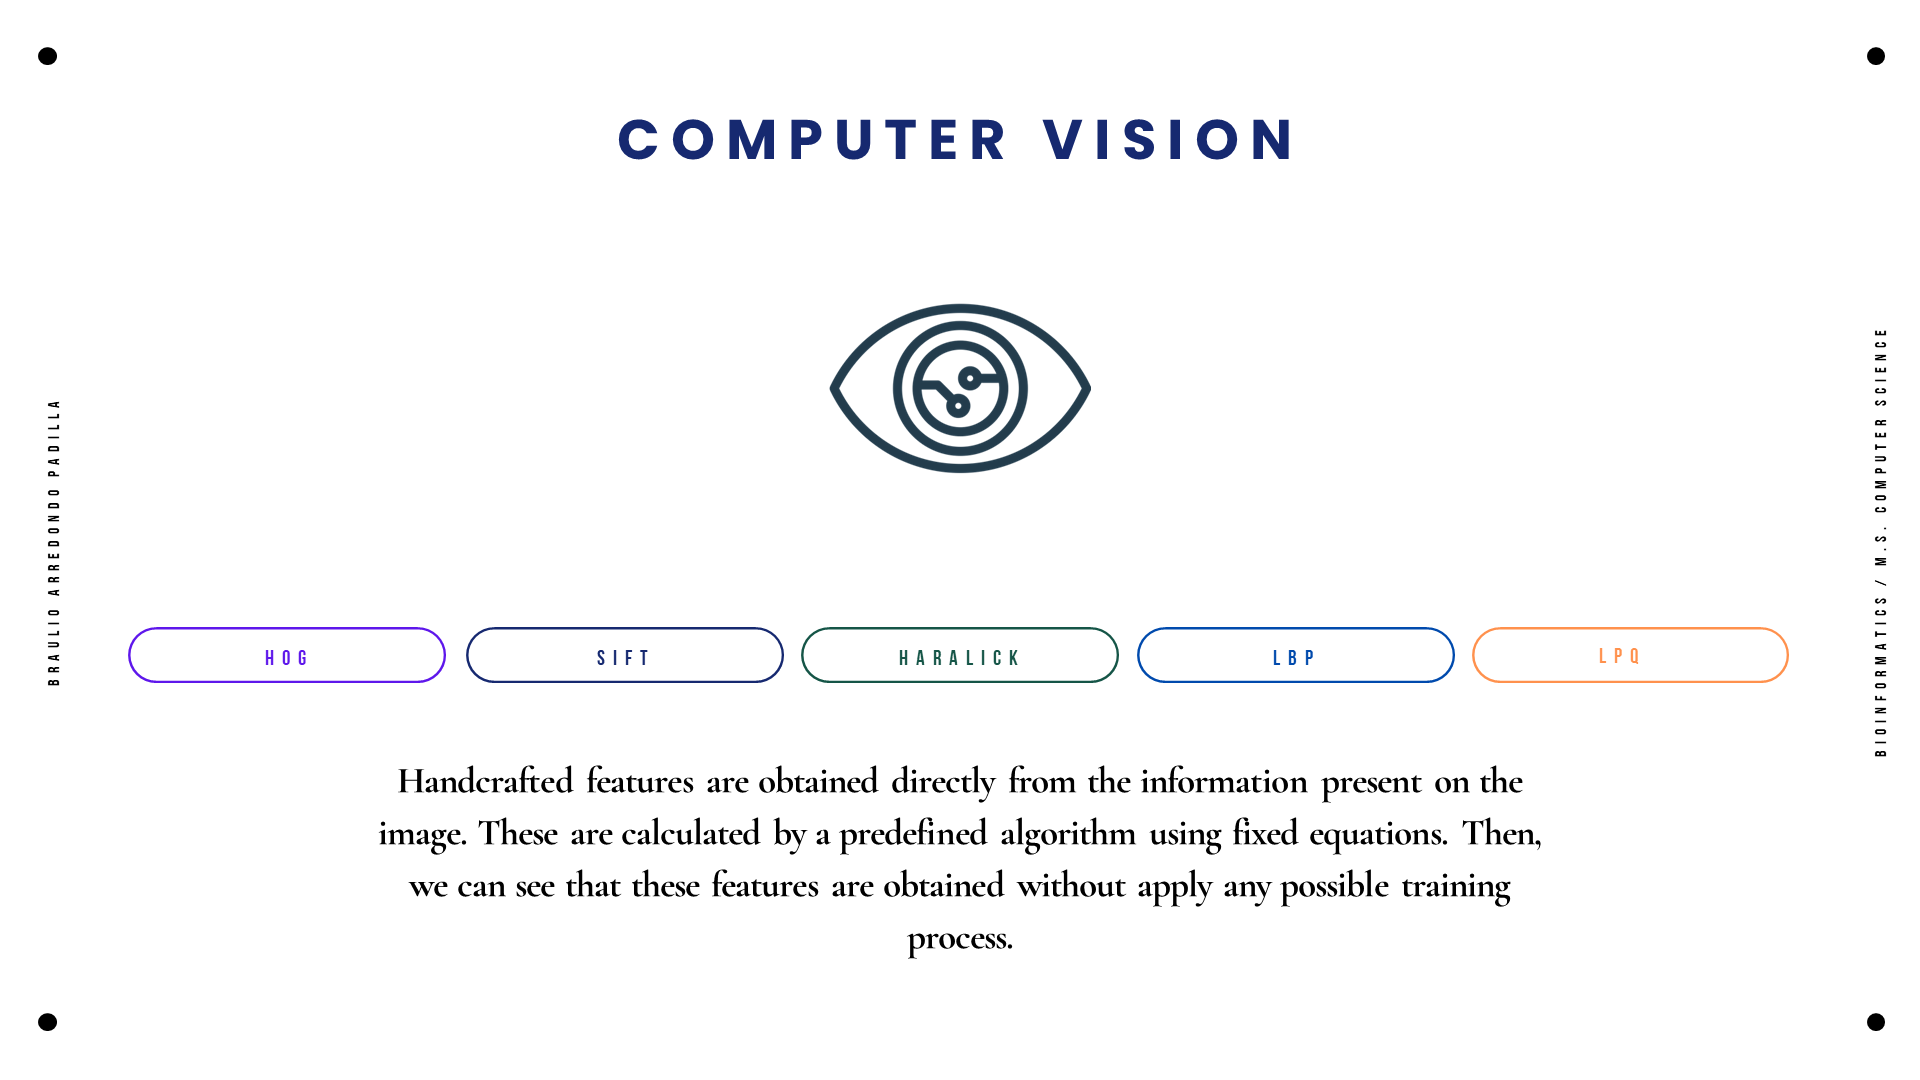 COMPUTER VISION
BRAULIO ARREDONDO PADILLA
BIOINFORMATICS / M.S. COMPUTER SCIENCE
HOG
SIFT
HARALICK
LBP
LPQ
Handcrafted features are obtained directly from the information present on the
image. These are calculated by a predefined algorithm using fixed equations. Then,
we can see that these features are obtained without apply any possible training
process.